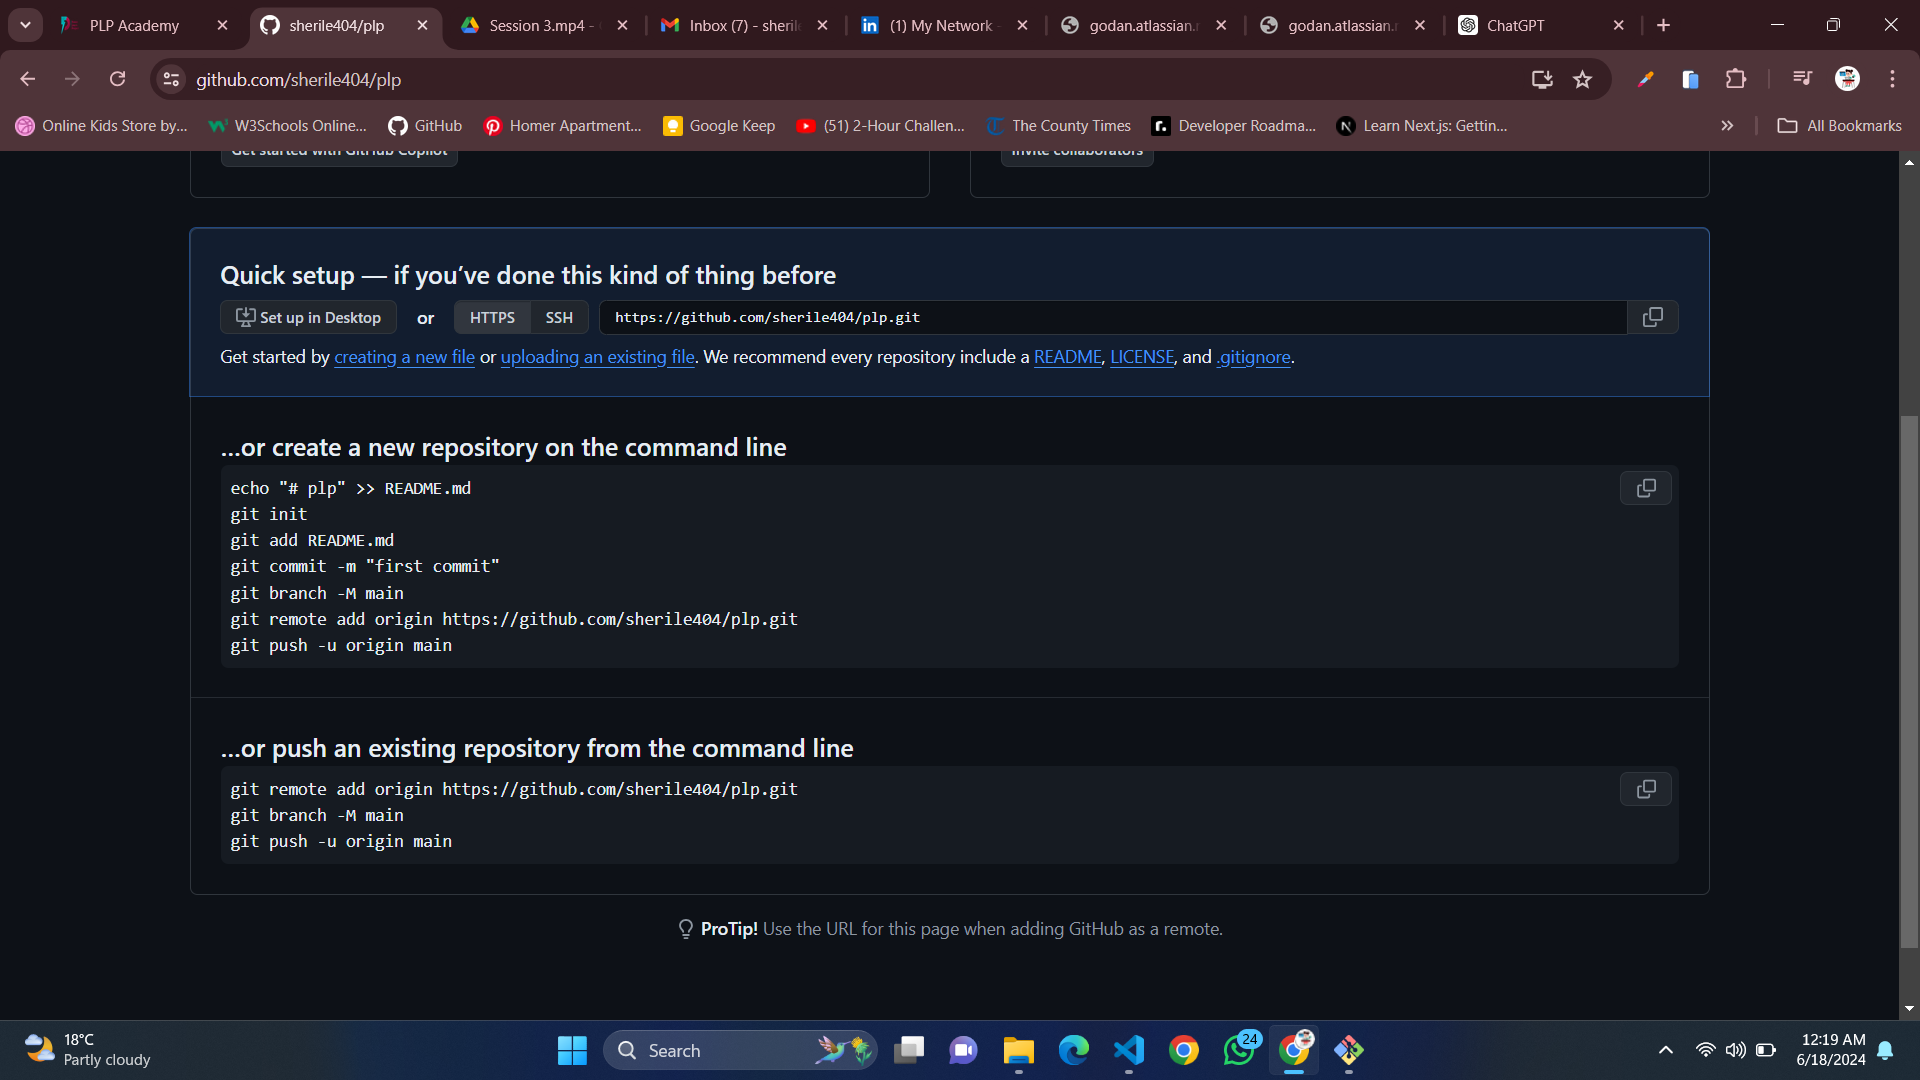 PLP Academy
sherile404/plp
Session 3.mp4 -
Inbox (7) - sherile
(1) My Network
godan.atlassian.
godan.atlassian.
ChatGPT
github.com/sherile404/plp
Online Kids Store by...
W3Schools Online...
GitHub
Homer Apartment...
Google Keep
(51) 2-Hour Challen...
The County Times
Developer Roadma...
Learn Next.js: Gettin...
All Bookmarks
Get started with GitHub Copilot
Invite collaborators
Quick setup — if you’ve done this kind of thing before
Set up in Desktop or HTTPS SSH https://github.com/sherile404/plp.git
Get started by creating a new file or uploading an existing file. We recommend every repository include a README, LICENSE, and .gitignore.
…or create a new repository on the command line
echo "# plp" >> README.md
git init
git add README.md
git commit -m "first commit"
git branch -M main
git remote add origin https://github.com/sherile404/plp.git
git push -u origin main
…or push an existing repository from the command line
git remote add origin https://github.com/sherile404/plp.git
git branch -M main
git push -u origin main
ProTip! Use the URL for this page when adding GitHub as a remote.
18°C
Partly cloudy
Search
24
12:19 AM
6/18/2024